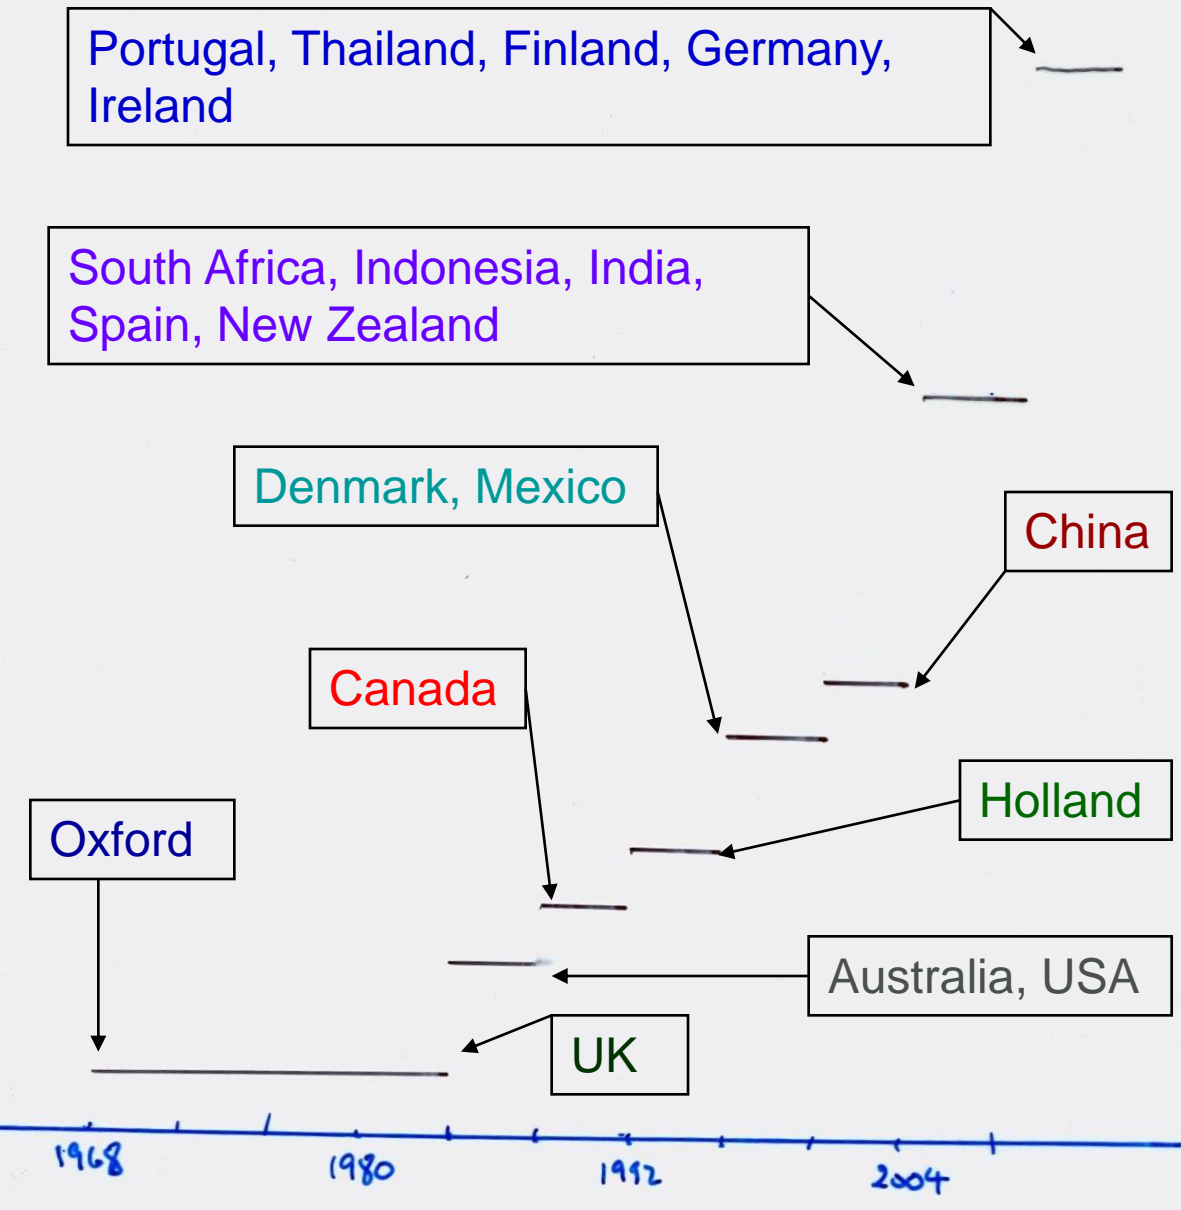 Portugal, Thailand, Finland, Germany,
Ireland
South Africa, Indonesia, India,
Spain, New Zealand
Denmark, Mexico
China
Canada
Holland
Oxford
Australia, USA
UK
1968
1980
1992
2004